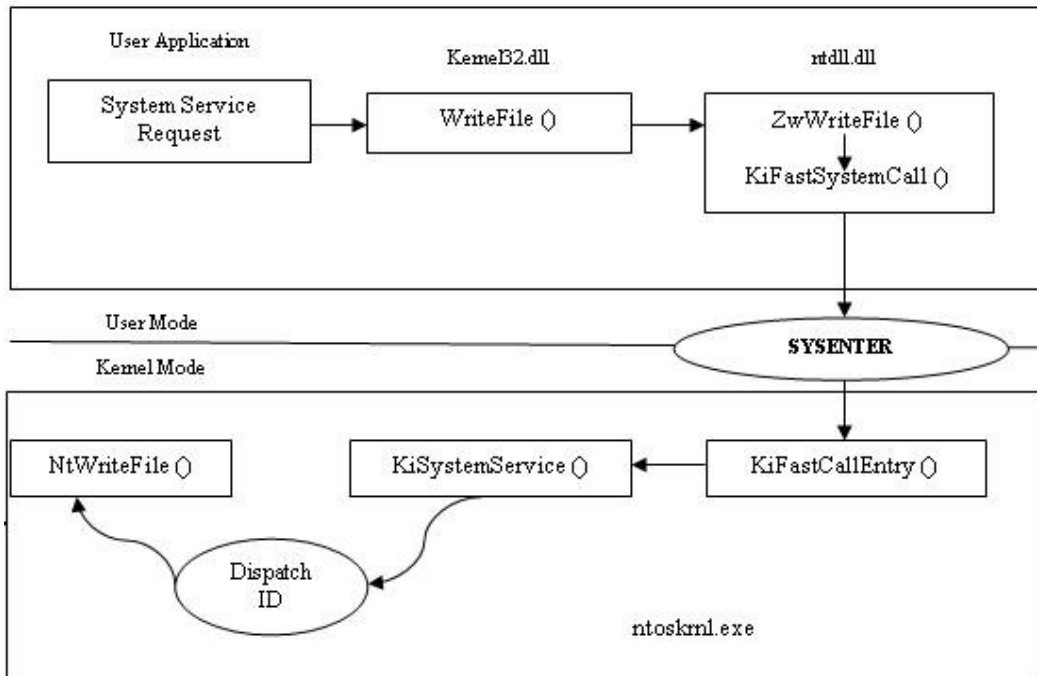 User Application
Kernel32.dll
ntdll.dll
System Service
Request
WriteFile ()
ZwWriteFile ()
KiFastSystemCall ()
User Mode
SYSENTER
Kernel Mode
NtWriteFile ()
KiSystemService ()
KiFastCallEntry ()
Dispatch
ID
ntoskrnl.exe